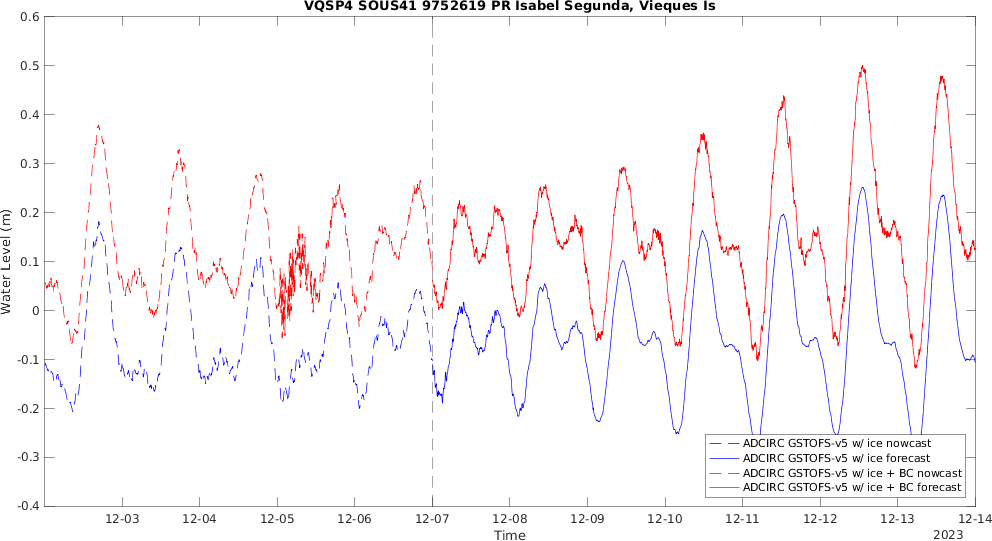 VQSP4 SOUS41 9752619 PR Isabel Segunda, Vieques Is
Water Level (m)
0.6
0.5
0.4
0.3
0.2
0.1
0
-0.1
-0.2
-0.3
-0.4
ADCIRC GSTOFS-v5 w/ ice nowcast
ADCIRC GSTOFS-v5 w/ ice forecast
ADCIRC GSTOFS-v5 w/ ice + BC nowcast
ADCIRC GSTOFS-v5 w/ ice + BC forecast
12-03 12-04 12-05 12-06 12-07 12-08 12-09 12-10 12-11 12-12 12-13 12-14
Time
2023